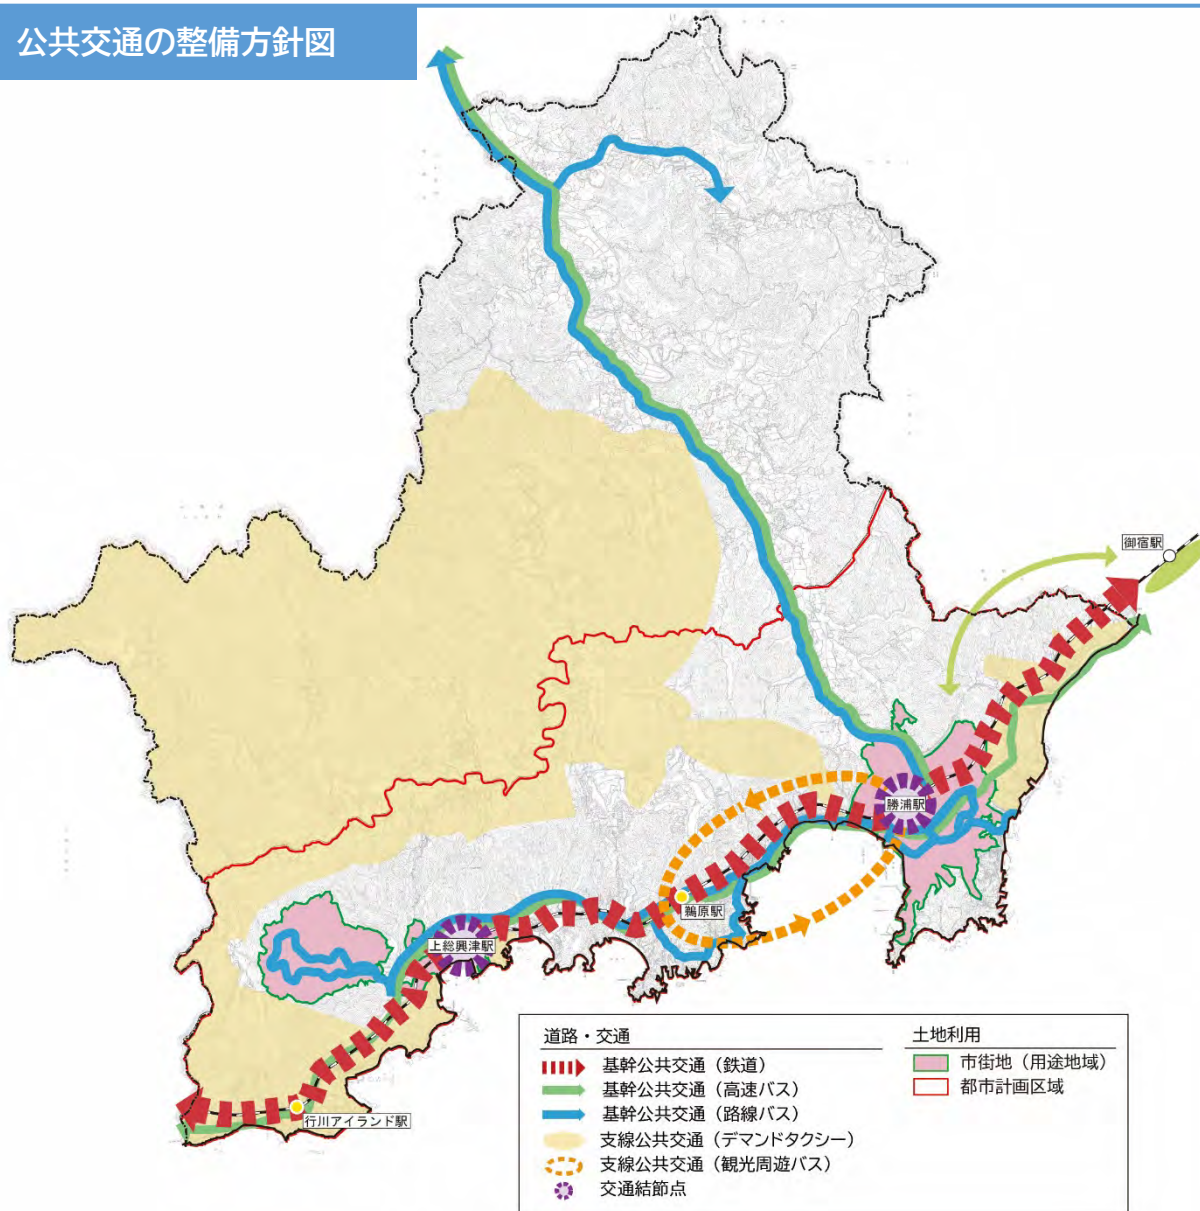 公共交通の整備方針図
御宿駅
勝浦駅
鵜原駅
上総興津駅
行川アイランド駅
道路・交通
基幹公共交通（鉄道）
基幹公共交通（高速バス）
基幹公共交通（路線バス）
支線公共交通（デマンドタクシー）
支線公共交通（観光周遊バス）
交通結節点
土地利用
市街地（用途地域）
都市計画区域